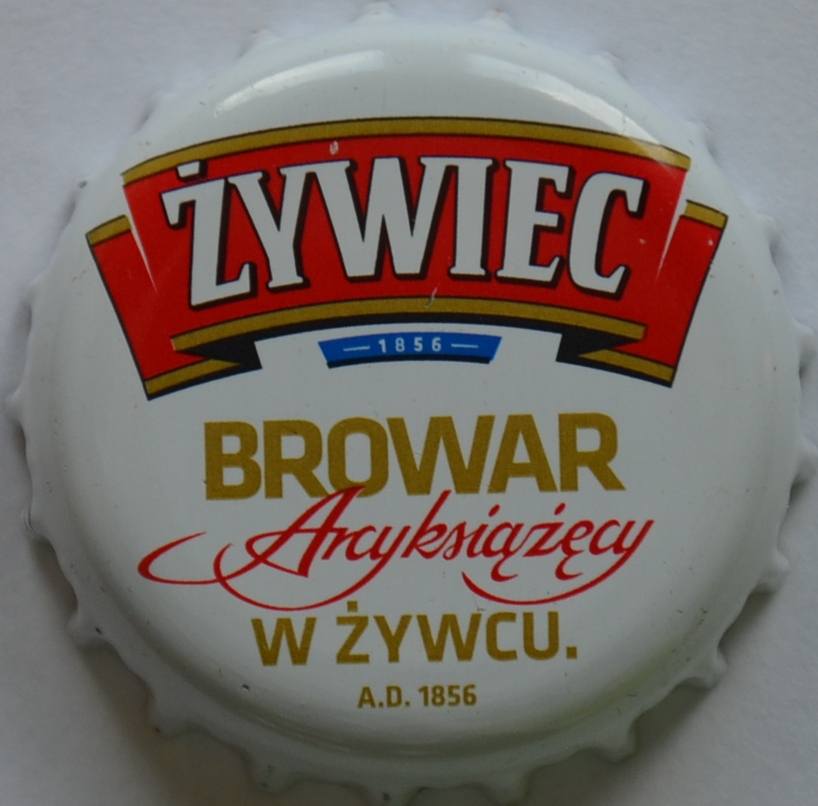 ŻYWIEC
— 1856 —
BROWAR
Arcyksiążęcy
W ŻYWCU.
A.D. 1856